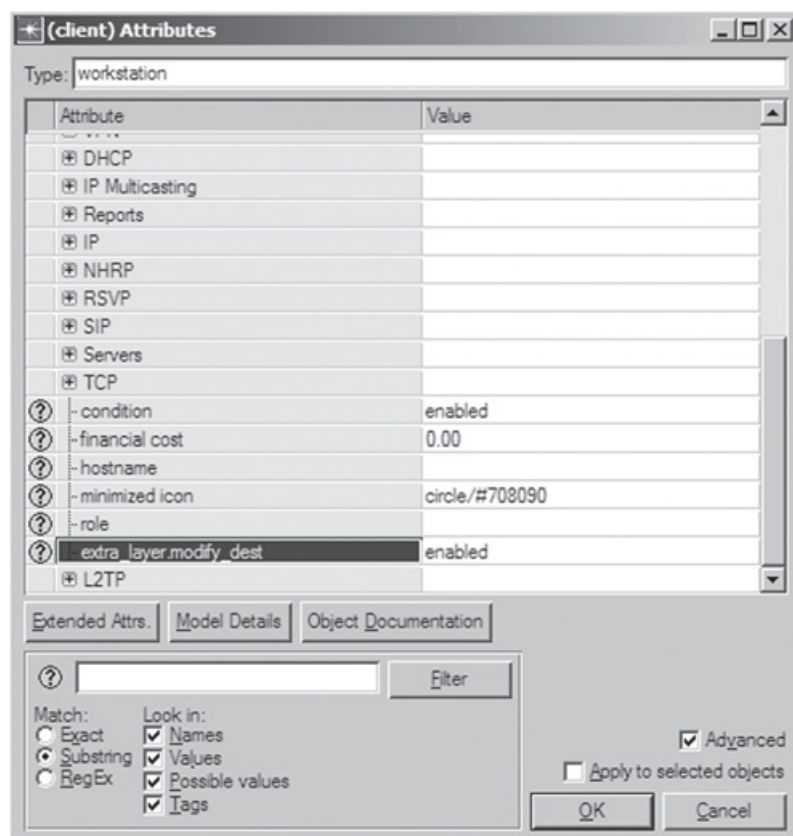 (client) Attributes
Type: workstation
Attribute Value
DHCP
IP Multicasting
Reports
IP
NHRP
RSVP
SIP
Servers
TCP
condition enabled
financial cost 0.00
hostname
minimized icon circle/#708090
role
extra_layer.modify_dest enabled
L2TP
Extended Attrs. Model Details Object Documentation
Filter
Match: Look in:
Exact Names
Substring Values
RegEx Possible values
Tags
Advanced
Apply to selected objects
OK Cancel